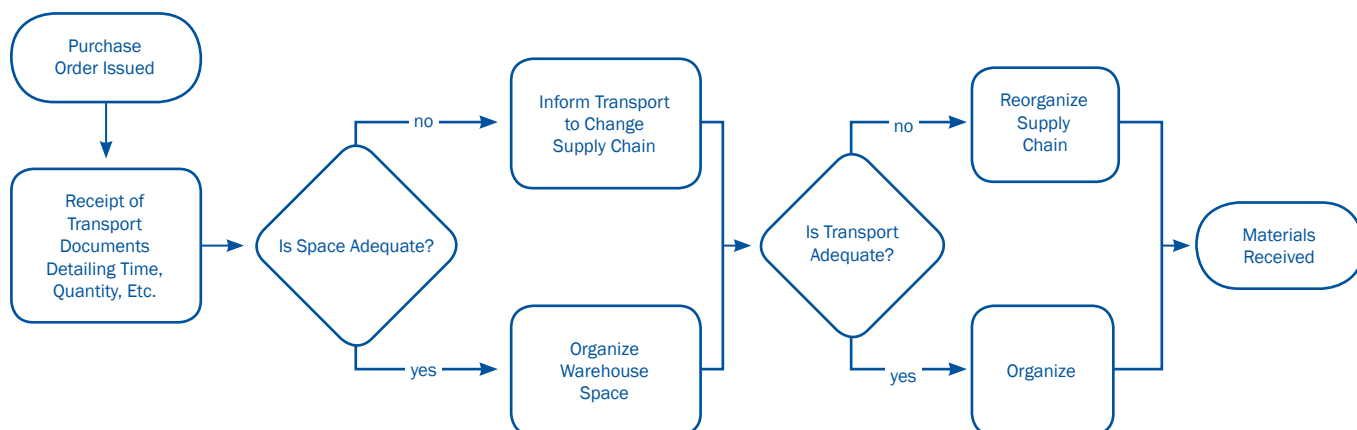 Purchase
Order Issued
Receipt of
Transport
Documents
Detailing Time,
Quantity, Etc.
Is Space Adequate?
no
Inform Transport
to Change
Supply Chain
yes
Organize
Warehouse
Space
Is Transport
Adequate?
no
Reorganize
Supply
Chain
yes
Organize
Materials
Received